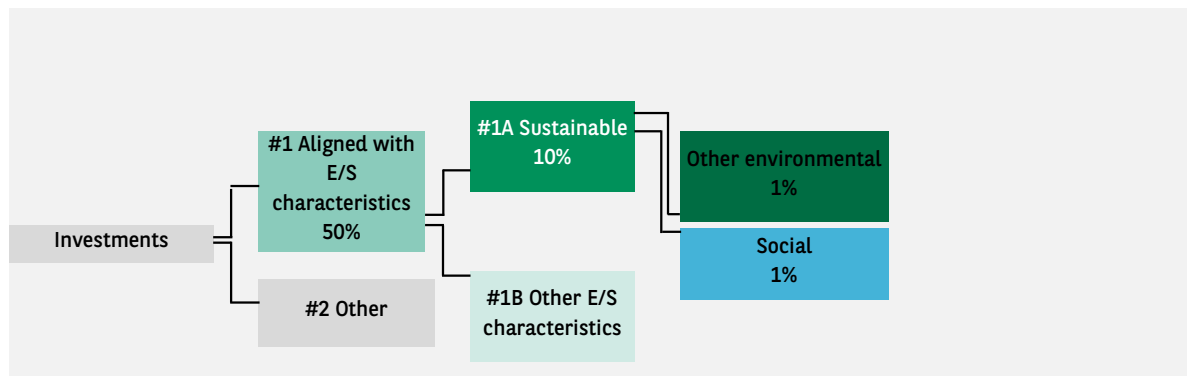 Investments
#1 Aligned with
E/S
characteristics
50%
#2 Other
#1A Sustainable
10%
#1B Other E/S
characteristics
Other environmental
1%
Social
1%